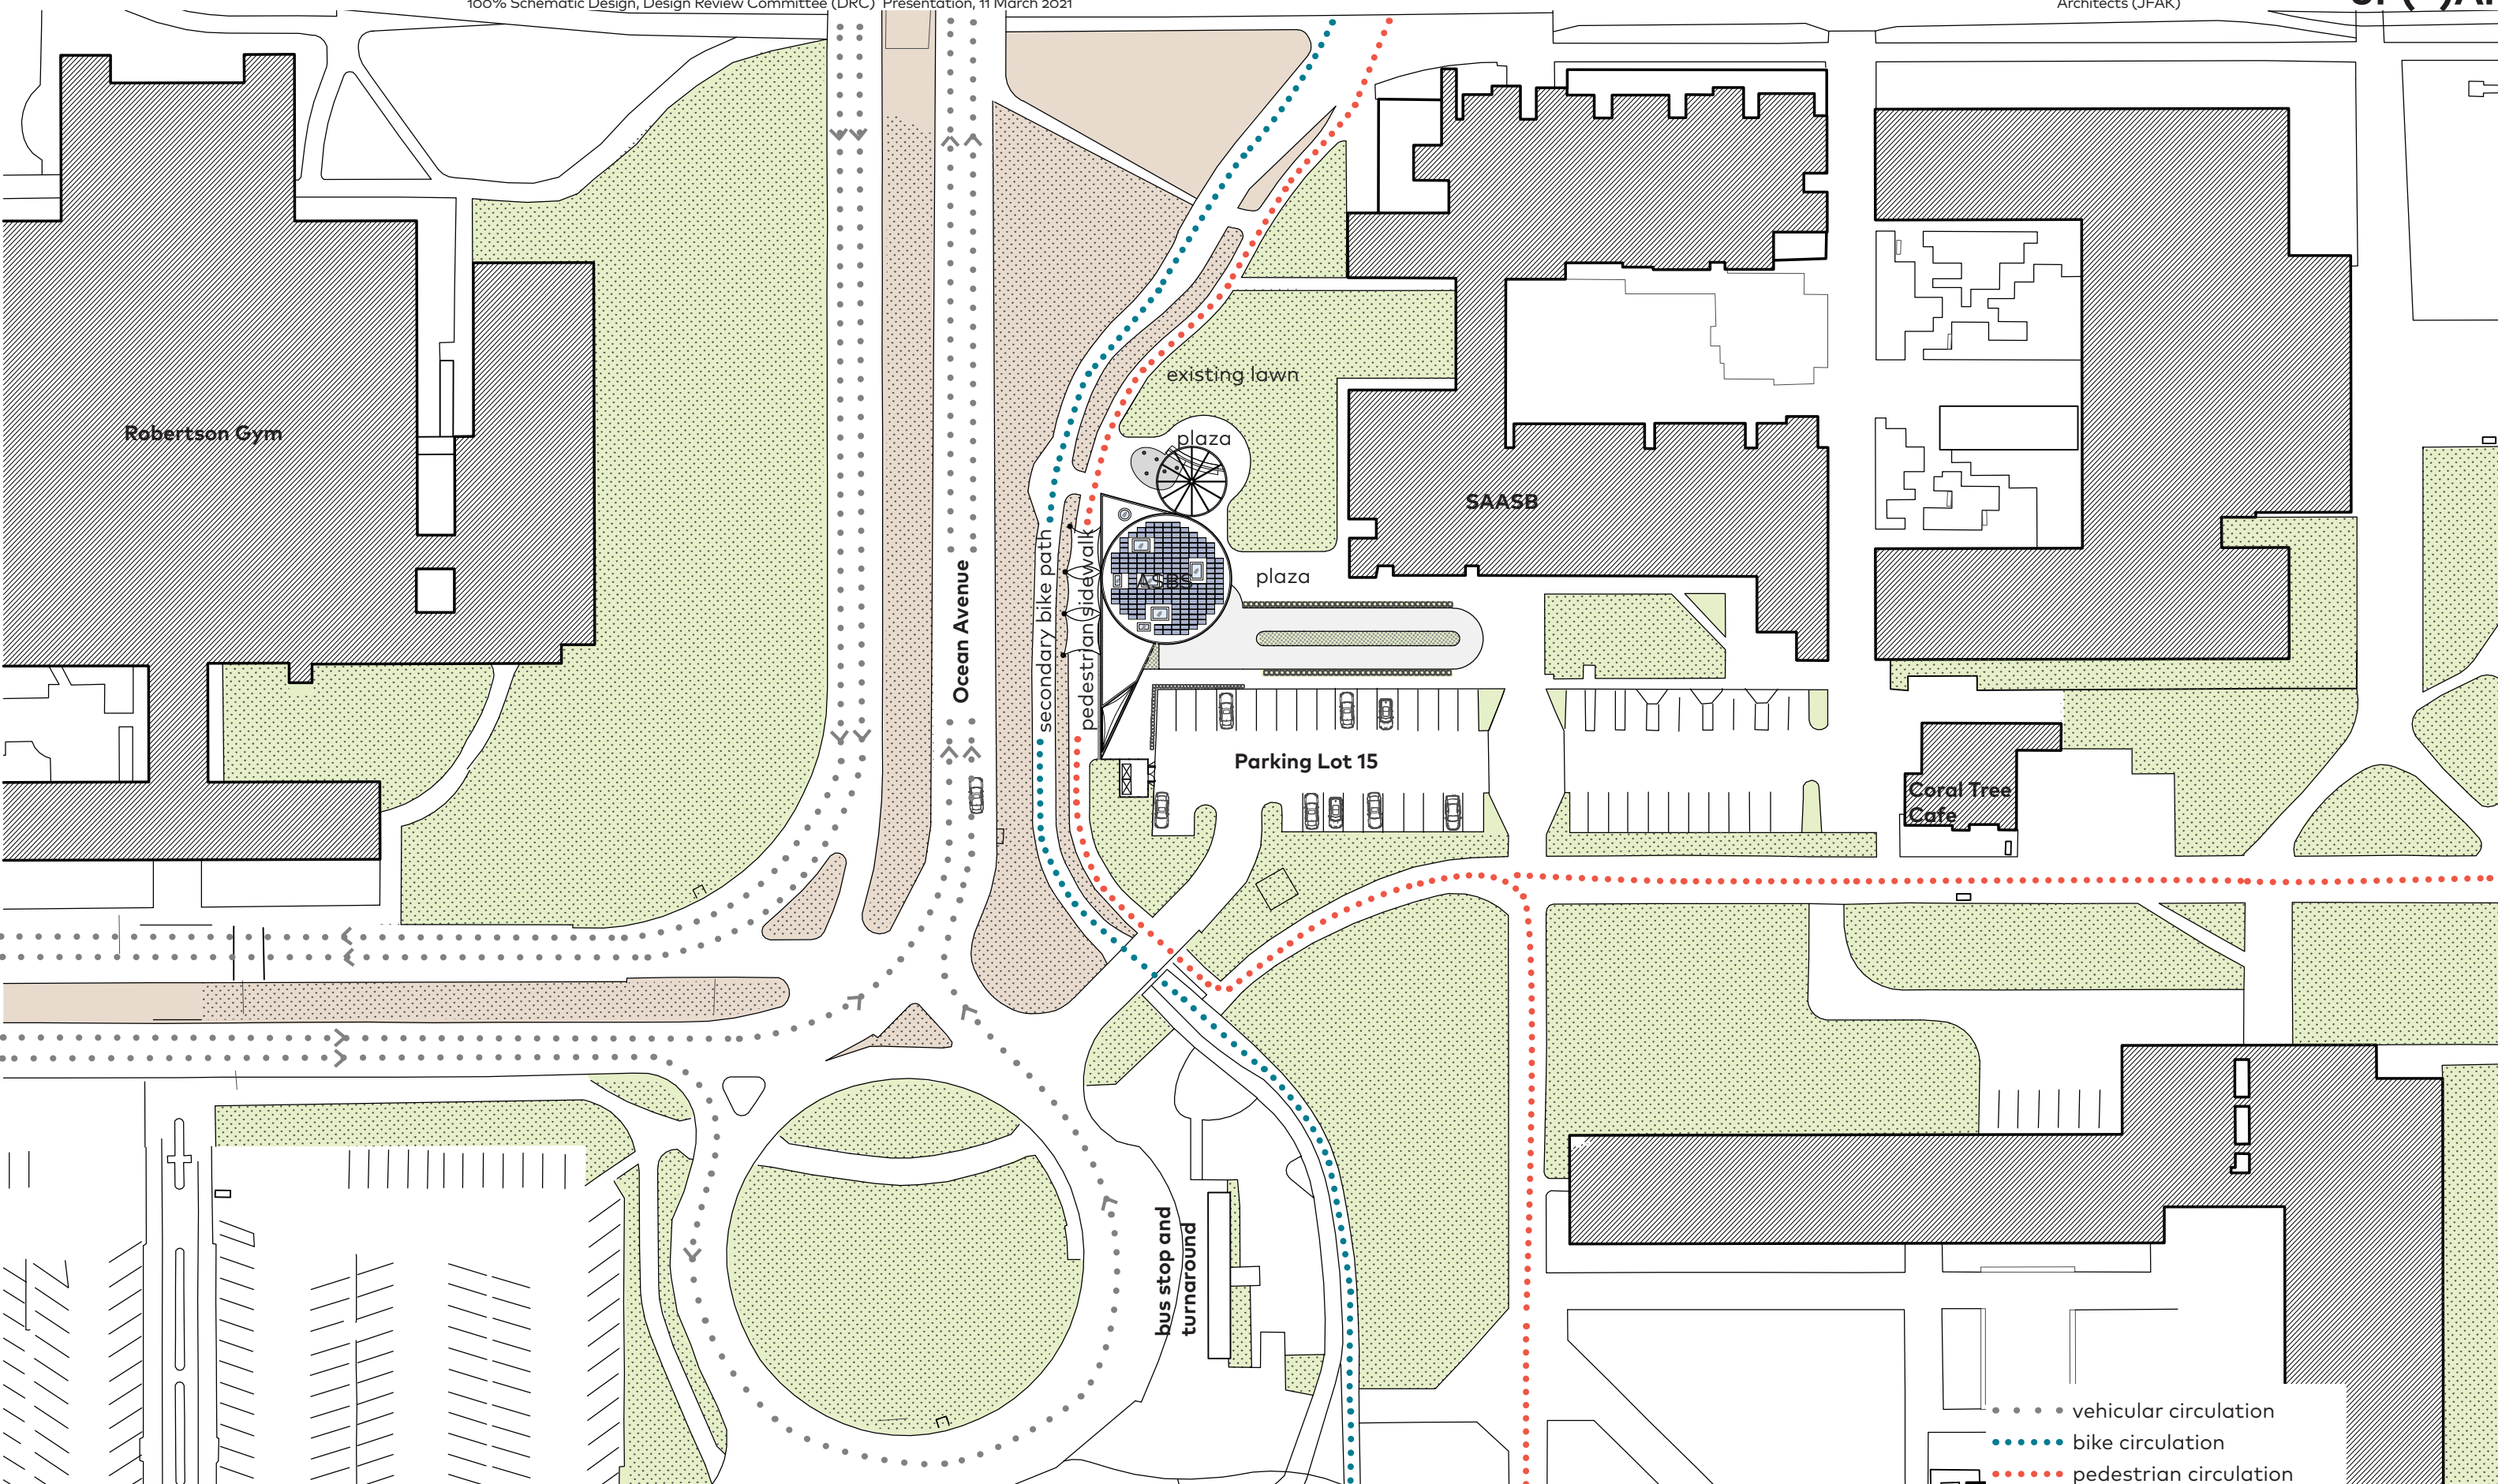 100% Schematic Design, Design Review Committee (DRC) Presentation, 11 March 2021
Architects (JFAK)
existing lawn
Robertson Gym
plaza
SAASB
secondary bike path
pedestrian sidewalk
Ocean Avenue
plaza
Parking Lot 15
Coral Tree
Cafe
bus stop and
turnaround
vehicular circulation
bike circulation
pedestrian circulation